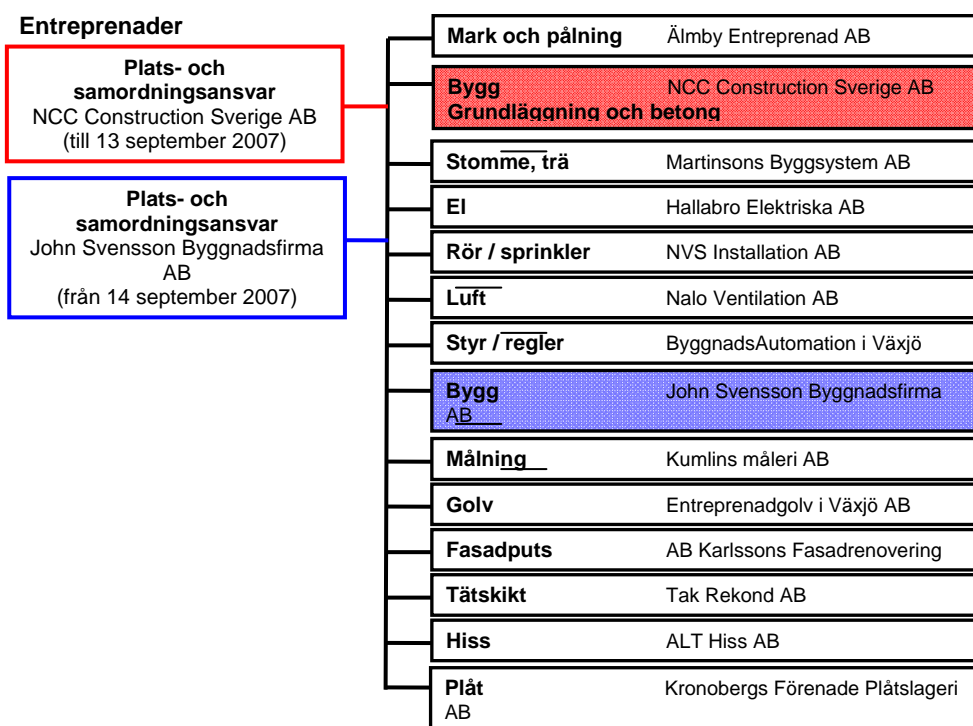 Entreprenader
Plats- och
samordningsansvar
NCC Construction Sverige AB
(till 13 september 2007)
Plats- och
samordningsansvar
John Svensson Byggnadsfirma
AB
(från 14 september 2007)
Mark och pålning Älmby Entreprenad AB
Bygg NCC Construction Sverige AB
Grundläggning och betong
Stomme, trä Martinsons Byggsystem AB
El Hallabro Elektriska AB
Rör / sprinkler NVS Installation AB
Luft Nalo Ventilation AB
Styr / regler ByggnadsAutomation i Växjö
Bygg John Svensson Byggnadsfirma
AB
Målning Kumlins måleri AB
Golv Entreprenadgolv i Växjö AB
Fasadputs AB Karlssons Fasadrenovering
Tätskikt Tak Rekond AB
Hiss ALT Hiss AB
Plåt Kronobergs Förenade Plåtslageri
AB